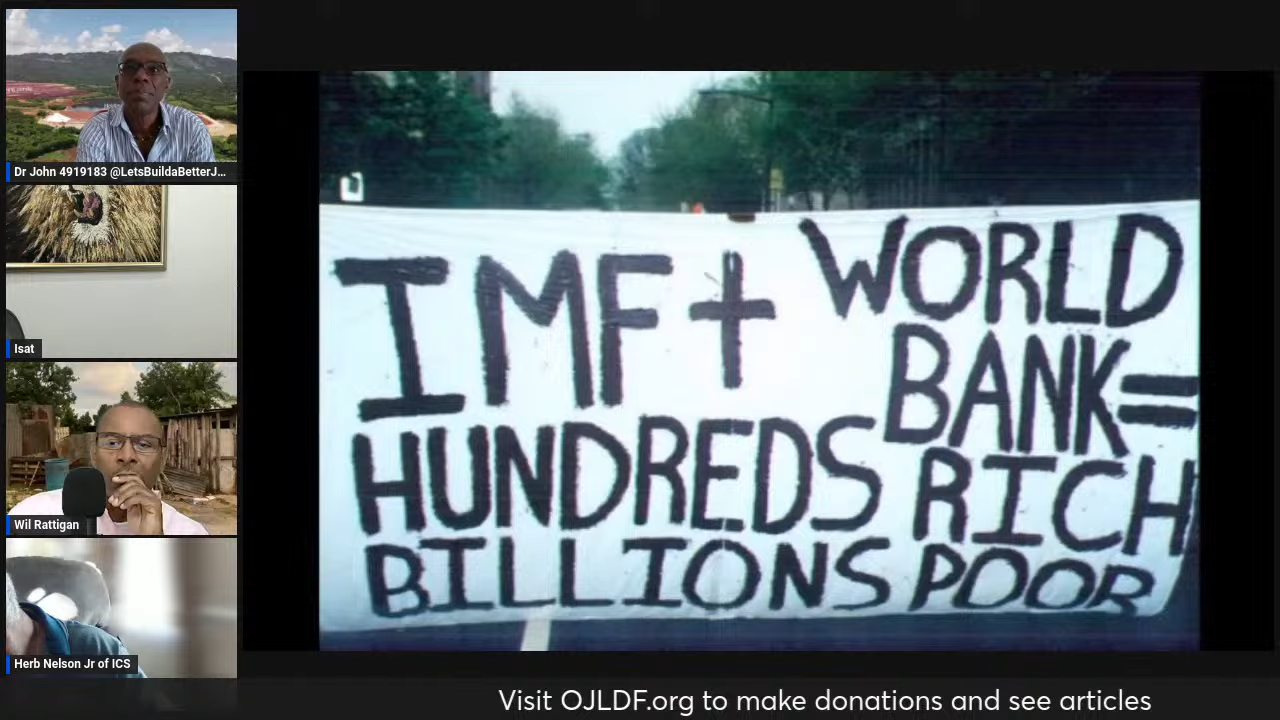 Dr John 4919183 @LetsBuildaBetterJ...
Isat
Wil Rattigan
Herb Nelson Jr of ICS
IMF + WORLD
BANK =
HUNDREDS RICH
BILLIONS POOR
Visit OJLDF.org to make donations and see articles